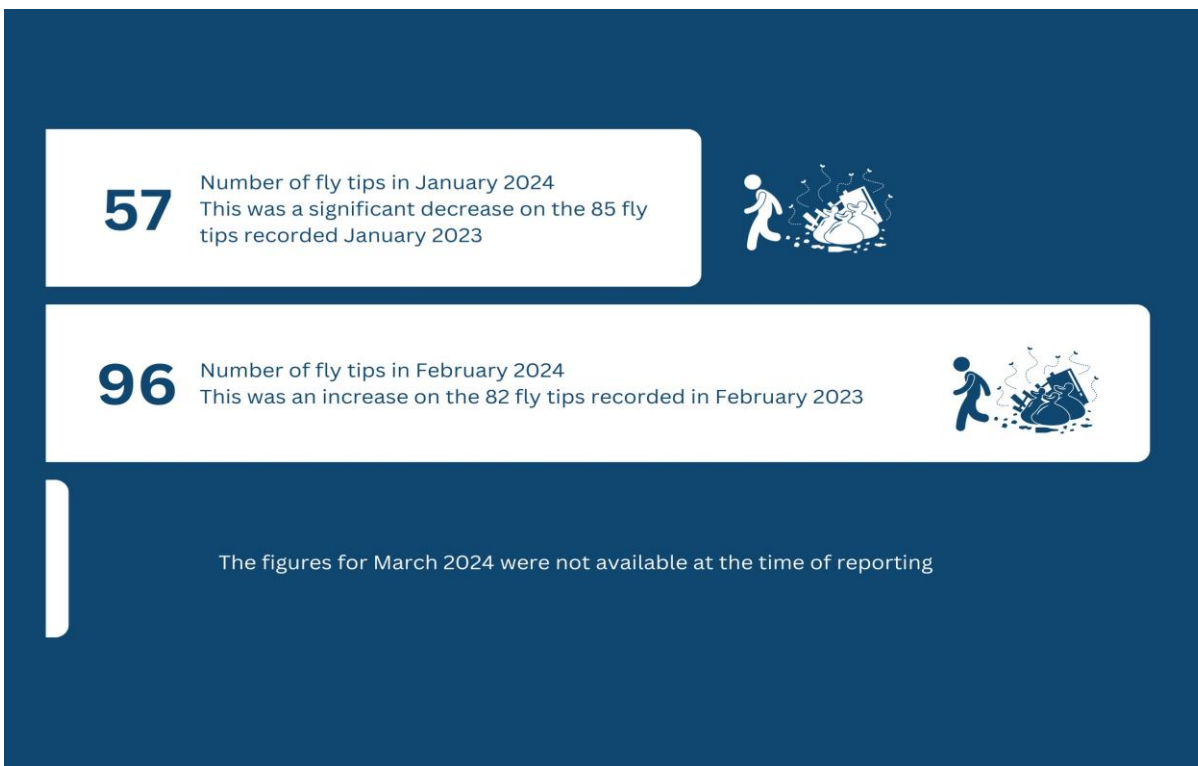 57
Number of fly tips in January 2024
This was a significant decrease on the 85 fly
tips recorded January 2023
96
Number of fly tips in February 2024
This was an increase on the 82 fly tips recorded in February 2023
The figures for March 2024 were not available at the time of reporting